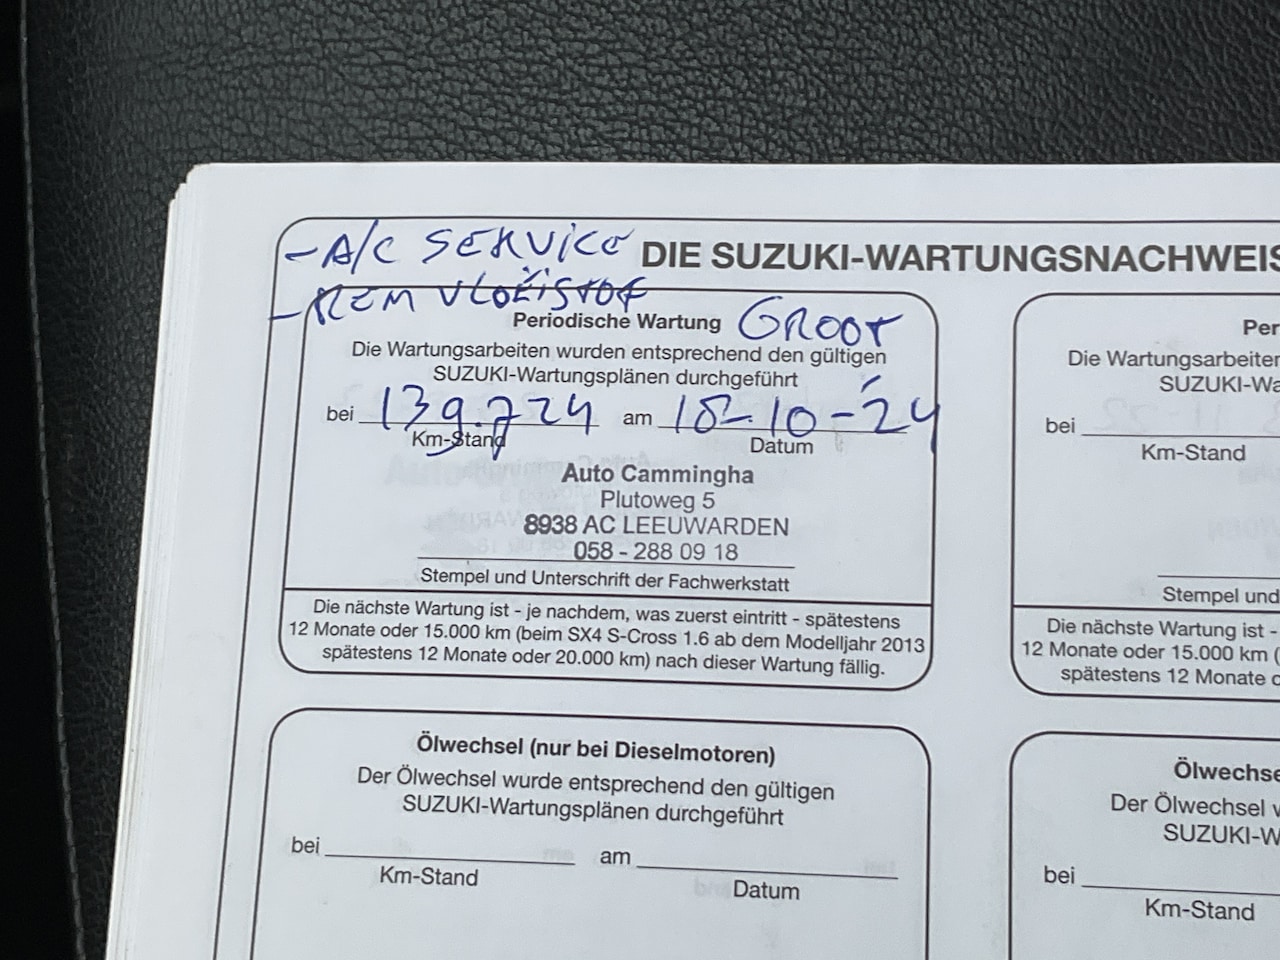 - A/C SERVICE
DIE SUZUKI-WARTUNGSNACHWEIS
- REM VLOEISTOF
Periodische Wartung GROOT
Die Wartungsarbeiten wurden entsprechend den gültigen
SUZUKI-Wartungsplänen durchgeführt
bei 139.724 am -10-'24
Km-Stand Datum
Auto Cammingha
Plutoweg 5
8938 AC LEEUWARDEN
058 - 288 09 18
Stempel und Unterschrift der Fachwerkstatt
Die nächste Wartung ist - je nachdem, was zuerst eintritt - spätestens
12 Monate oder 15.000 km (beim SX4 S-Cross 1.6 ab dem Modelljahr 2013
spätestens 12 Monate oder 20.000 km) nach dieser Wartung fällig.
Ölwechsel (nur bei Dieselmotoren)
Der Ölwechsel wurde entsprechend den gültigen
SUZUKI-Wartungsplänen durchgeführt
bei am
Km-Stand Datum
Per
Die Wartungsarbeiten
SUZUKI-Wa
bei
Km-Stand
Stempel und
Die nächste Wartung ist -
12 Monate oder 15.000 km (
spätestens 12 Monate o
Ölwechse
Der Ölwechsel w
SUZUKI-W
bei
Km-Stand